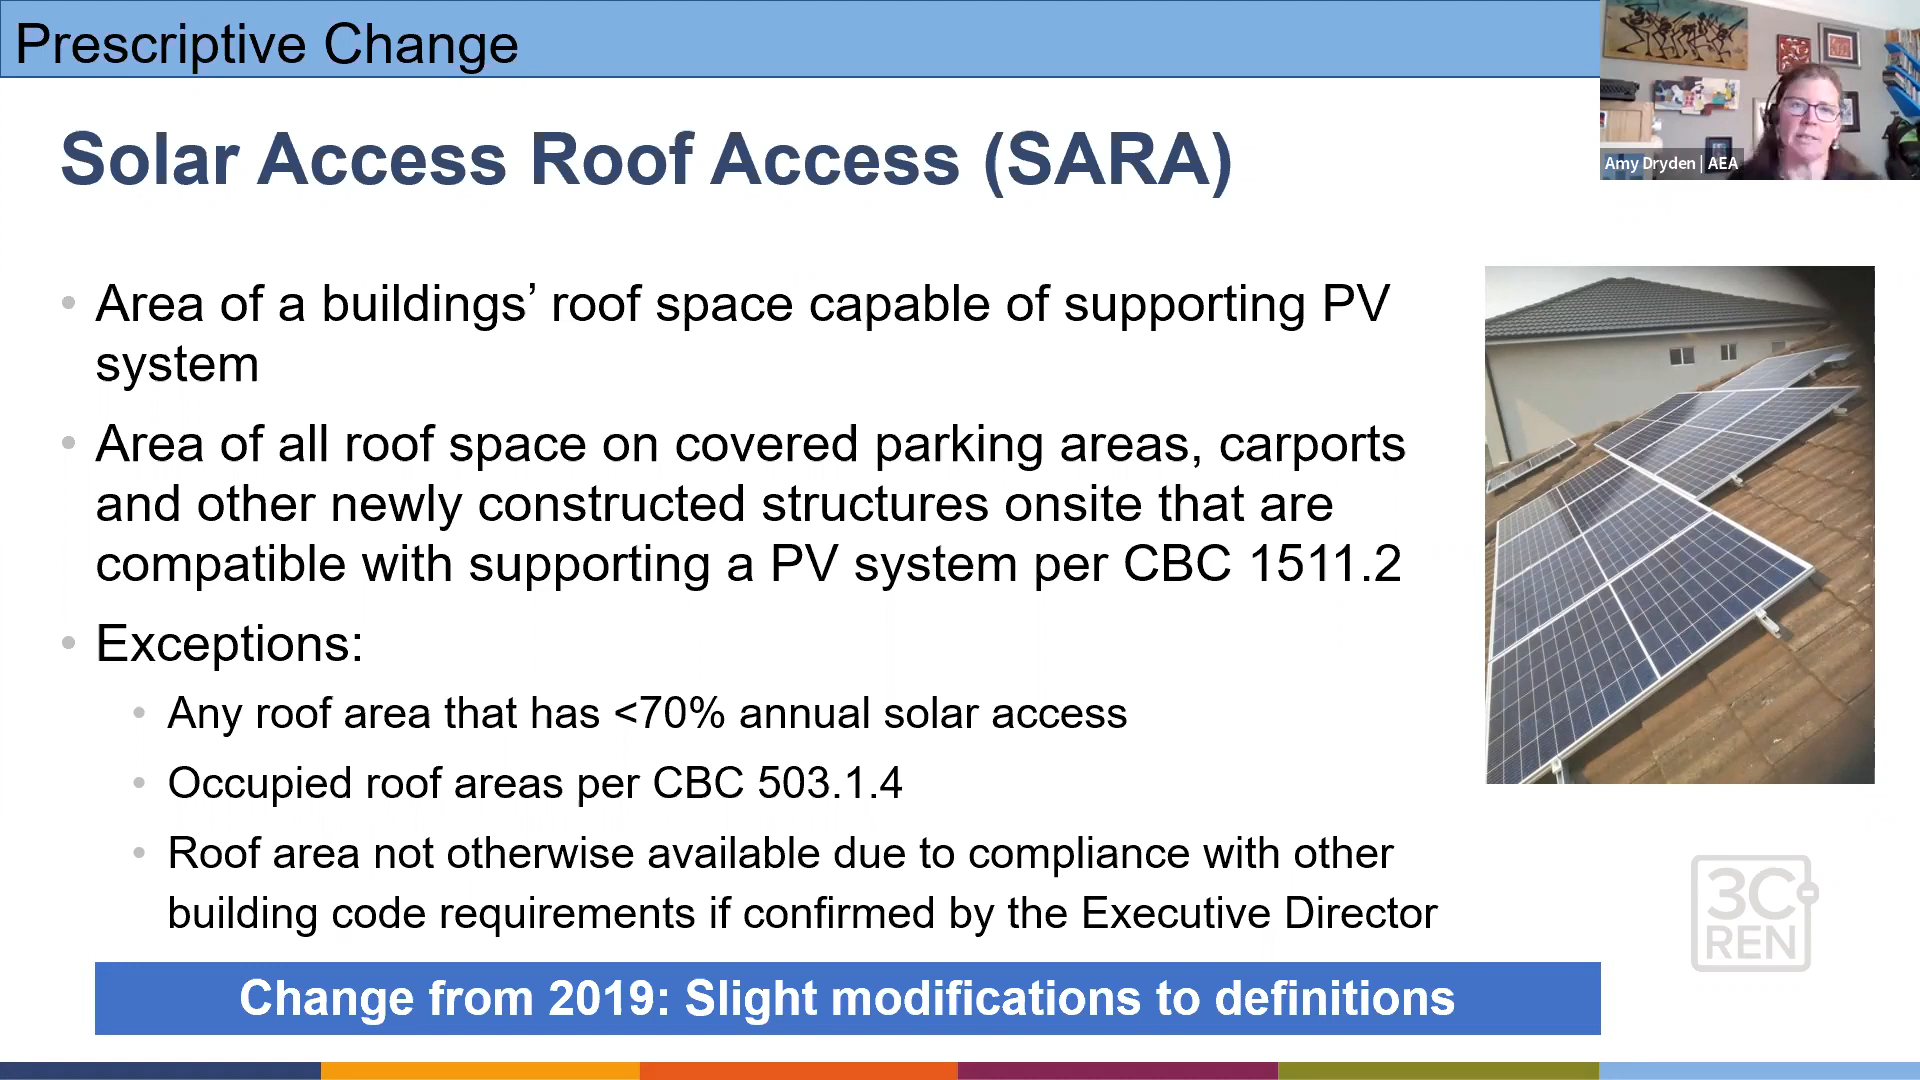 Prescriptive Change
Amy Dryden | AEA
Solar Access Roof Access (SARA)
• Area of a buildings’ roof space capable of supporting PV
system
• Area of all roof space on covered parking areas, carports
and other newly constructed structures onsite that are
compatible with supporting a PV system per CBC 1511.2
• Exceptions:
• Any roof area that has <70% annual solar access
• Occupied roof areas per CBC 503.1.4
• Roof area not otherwise available due to compliance with other
building code requirements if confirmed by the Executive Director
3C
REN
Change from 2019: Slight modifications to definitions